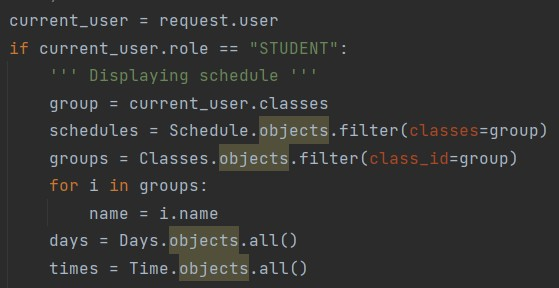 current_user = request.user
if current_user.role == "STUDENT":
''' Displaying schedule '''
group = current_user.classes
schedules = Schedule.objects.filter(classes=group)
groups = Classes.objects.filter(class_id=group)
for i in groups:
name = i.name
days = Days.objects.all()
times = Time.objects.all()